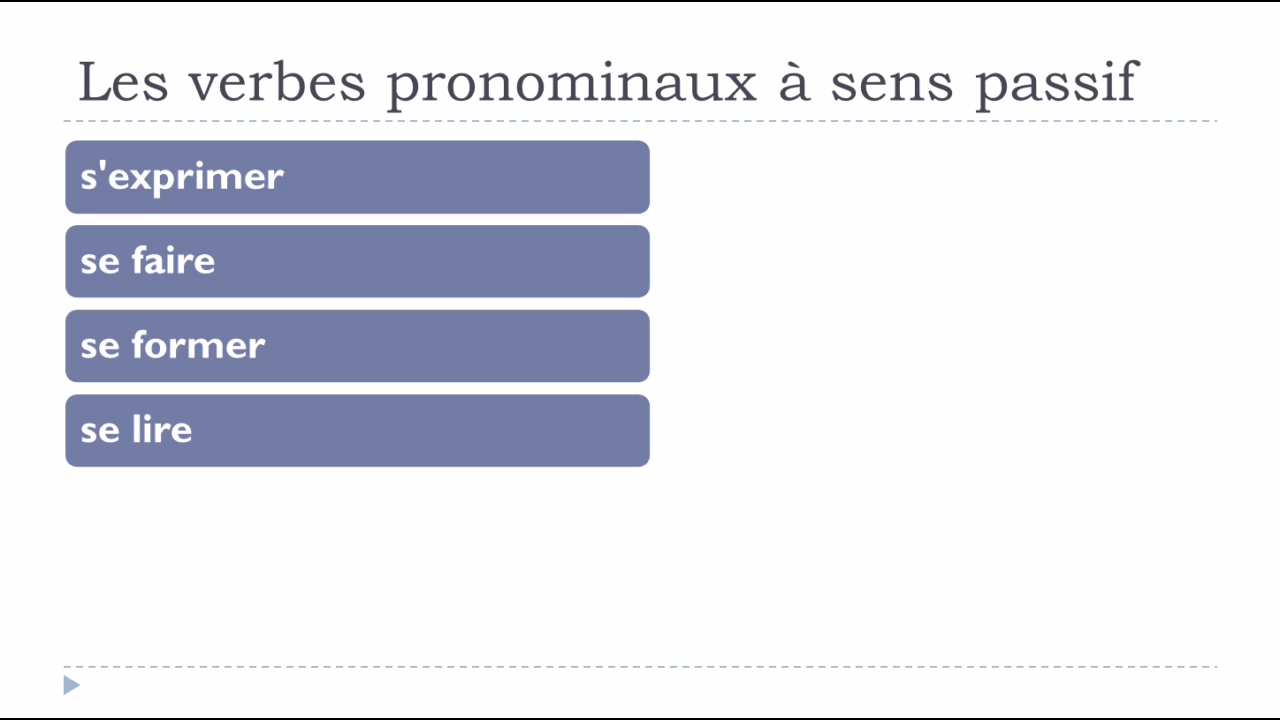 Les verbes pronominaux à sens passif
s'exprimer
se faire
se former
se lire